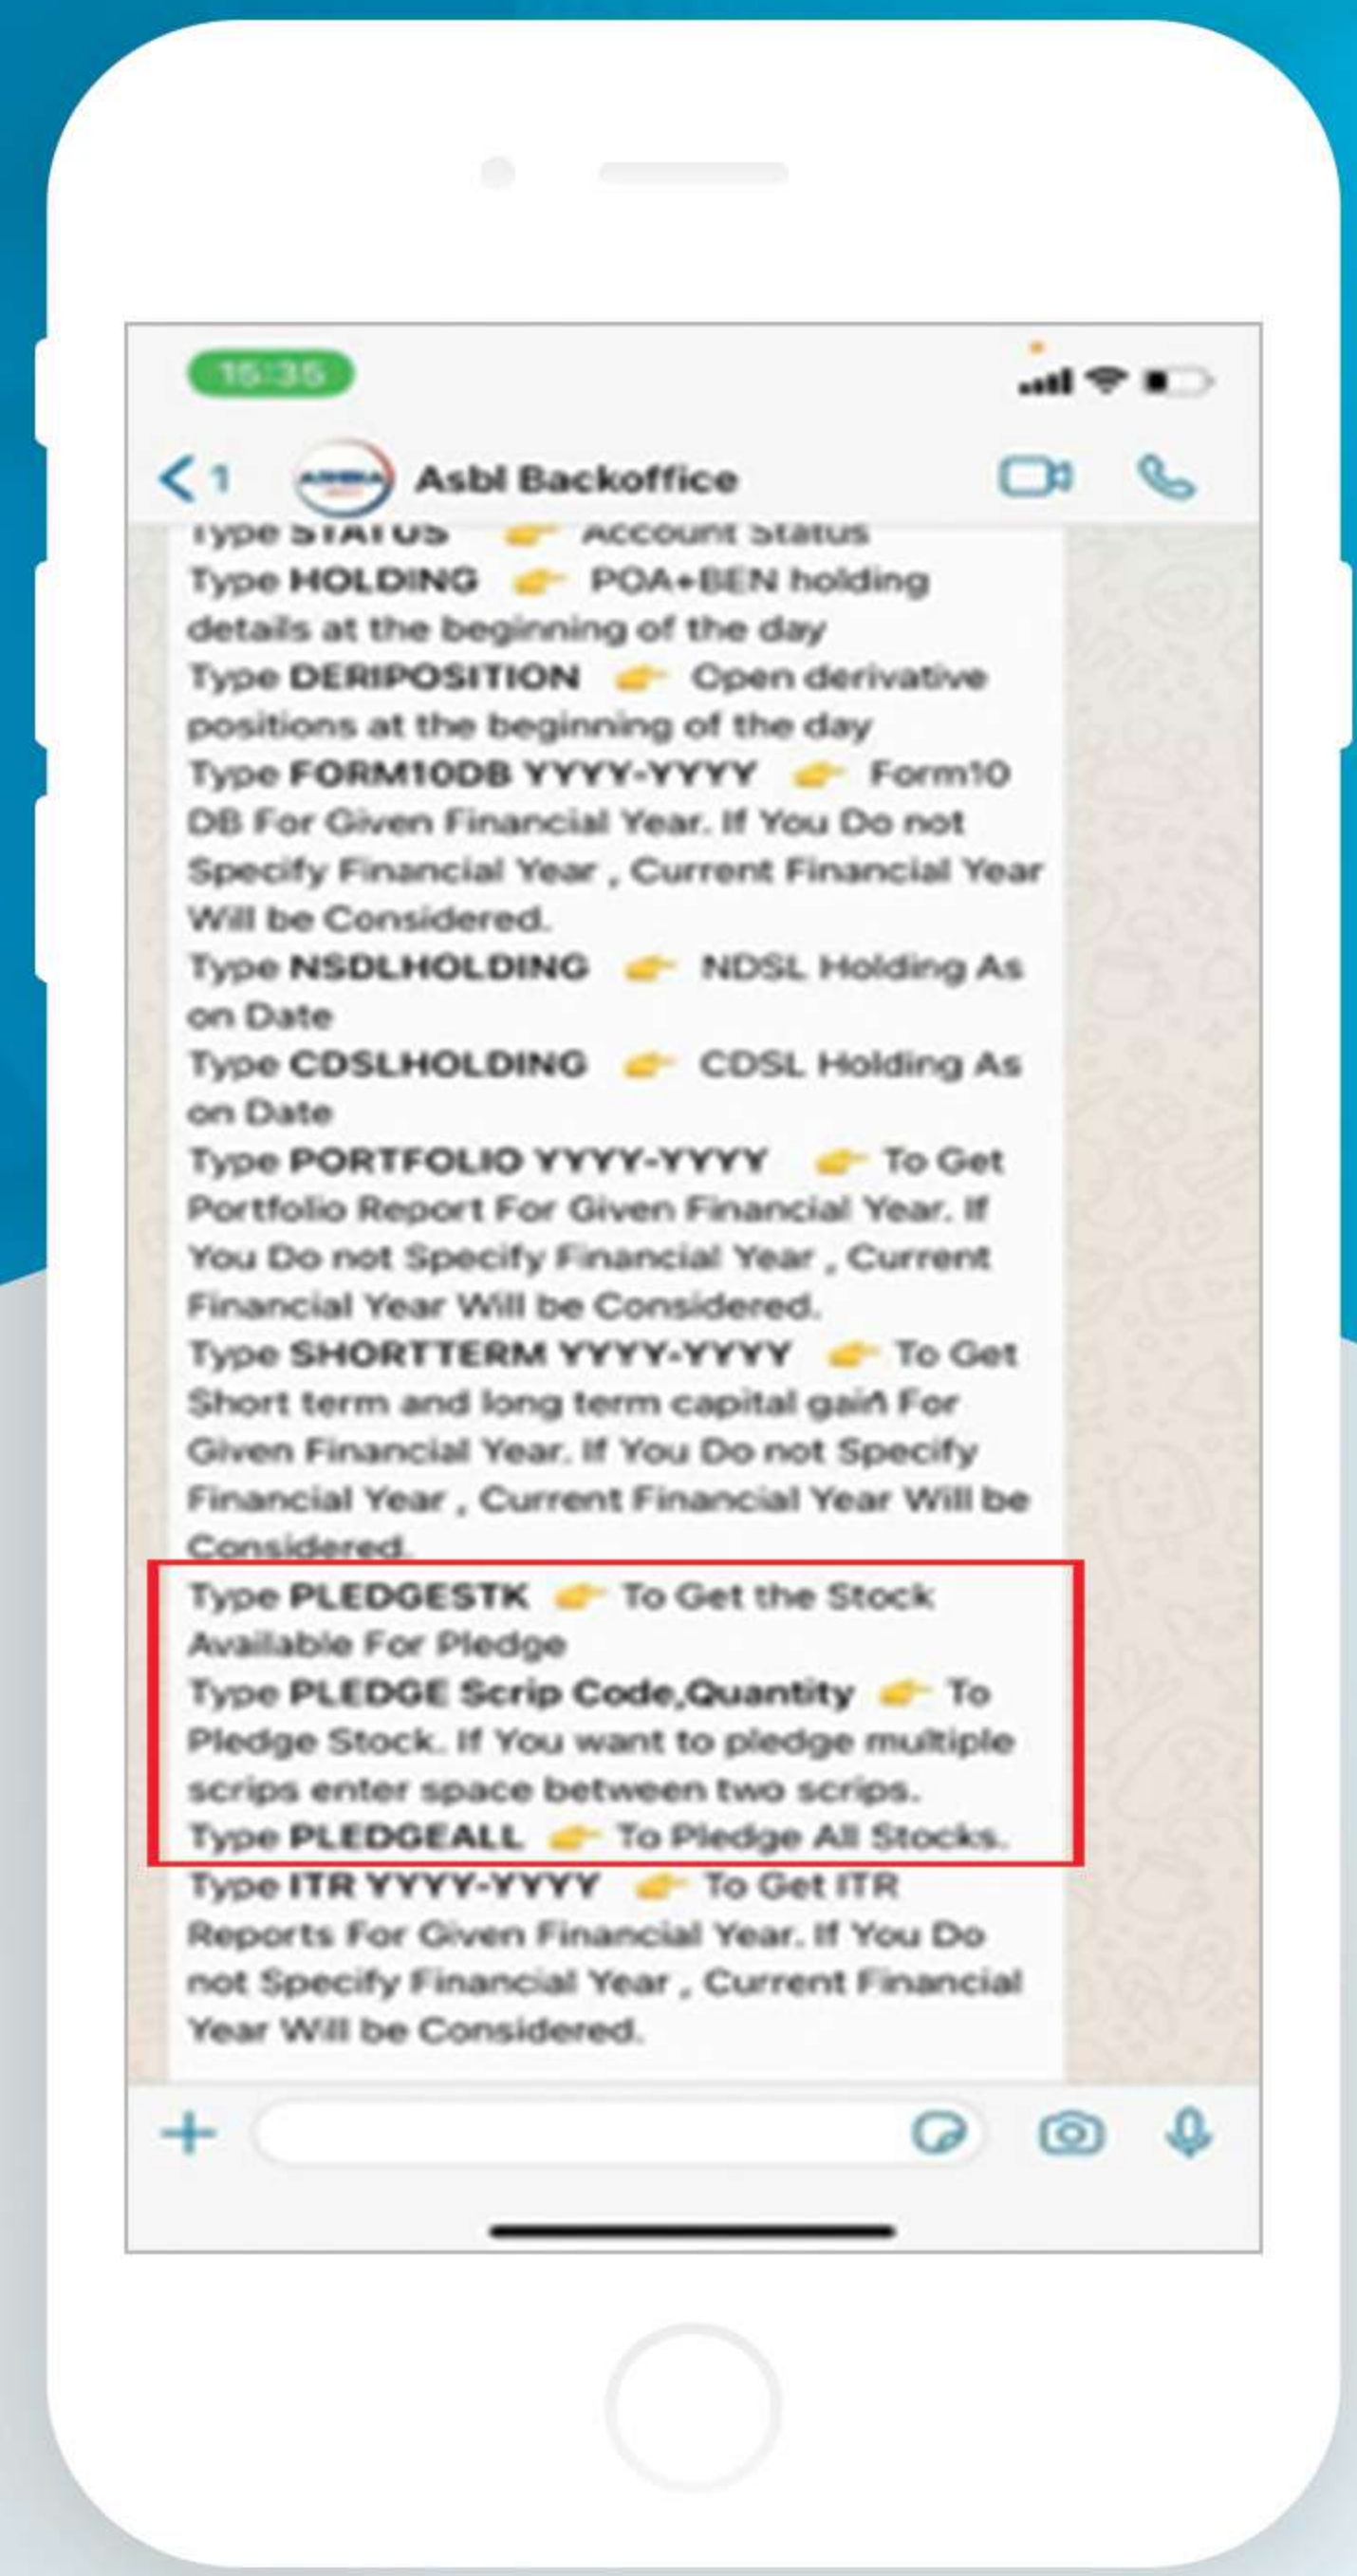 15:35
1 Asbl Backoffice
Type STATUS 👉 Account Status
Type HOLDING 👉 POA+BEN holding
details at the beginning of the day
Type DERIPOSITION 👉 Open derivative
positions at the beginning of the day
Type FORM10DB YYYY-YYYY 👉 Form10
DB For Given Financial Year. If You Do not
Specify Financial Year , Current Financial Year
Will be Considered.
Type NSDLHOLDING 👉 NDSL Holding As
on Date
Type CDSLHOLDING 👉 CDSL Holding As
on Date
Type PORTFOLIO YYYY-YYYY 👉 To Get
Portfolio Report For Given Financial Year. If
You Do not Specify Financial Year , Current
Financial Year Will be Considered.
Type SHORTTERM YYYY-YYYY 👉 To Get
Short term and long term capital gain For
Given Financial Year. If You Do not Specify
Financial Year , Current Financial Year Will be
Considered.
Type PLEDGESTK 👉 To Get the Stock
Available For Pledge
Type PLEDGE Scrip Code,Quantity 👉 To
Pledge Stock. If You want to pledge multiple
scrips enter space between two scrips.
Type PLEDGEALL 👉 To Pledge All Stocks.
Type ITR YYYY-YYYY 👉 To Get ITR
Reports For Given Financial Year. If You Do
not Specify Financial Year , Current Financial
Year Will be Considered.